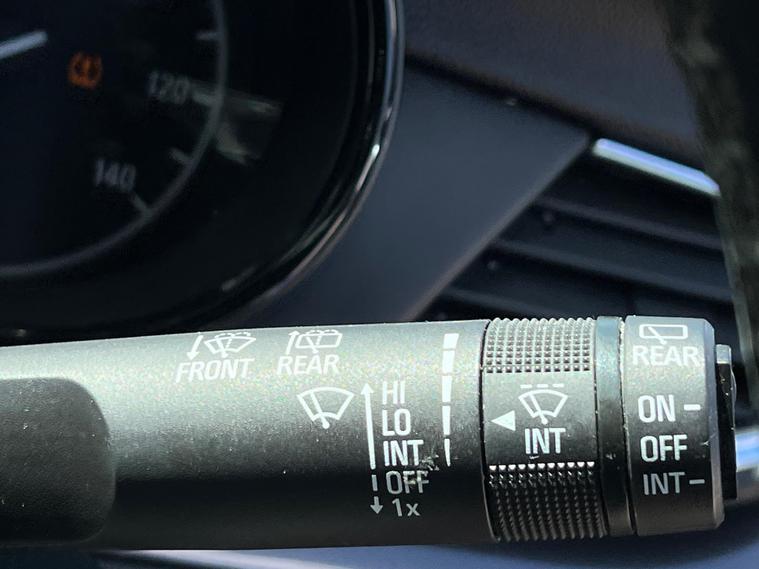 120
140
FRONT REAR
HI
LO
INT
OFF
1x
INT
REAR
ON
OFF
INT